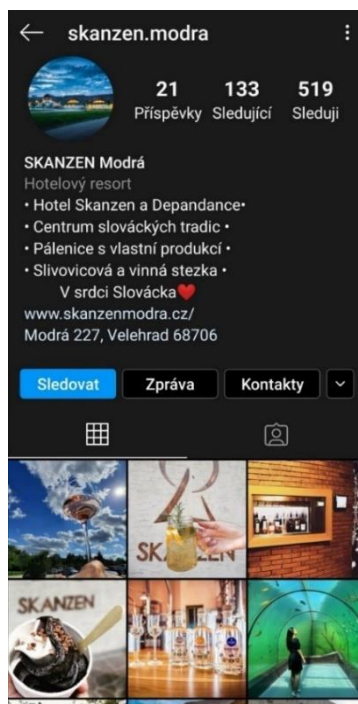 skanzen.modra
21 133 519
Příspěvky Sledující Sleduji
SKANZEN Modrá
Hotelový resort
• Hotel Skanzen a Depandance•
• Centrum slováckých tradic •
• Pálenice s vlastní produkcí •
• Slivovicová a vinná stezka •
V srdci Slovácka❤️
www.skanzenmodra.cz/
Modrá 227, Velehrad 68706
Sledovat Zpráva Kontakty
SKANZEN